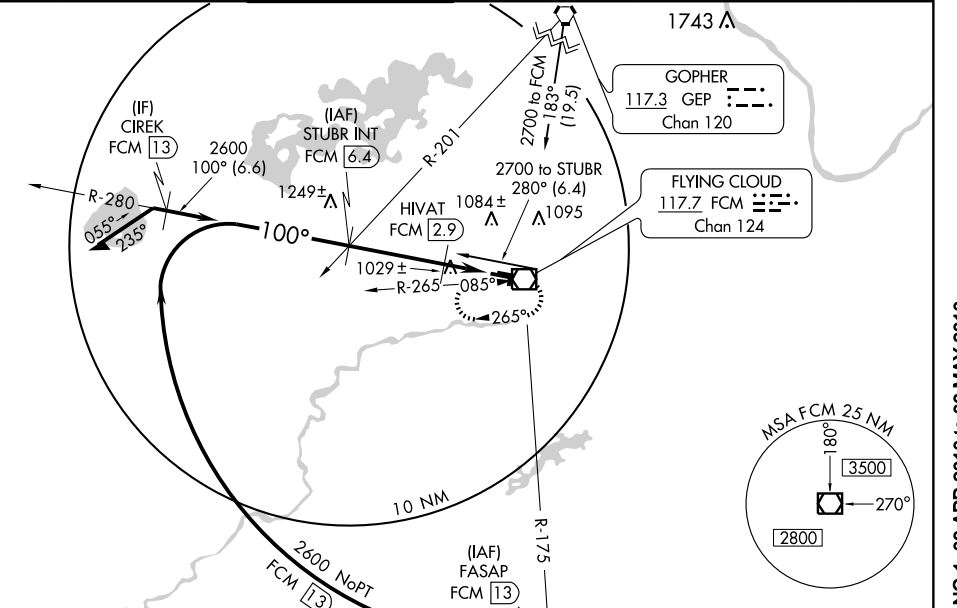 1743
GOPHER
117.3 GEP
Chan 120
2700 to FCM
183°
(19.5)
(IF)
CIREK
FCM 13
2600
100° (6.6)
(IAF)
STUBR INT
FCM 6.4
R-201
2700 to STUBR
280° (6.4)
FLYING CLOUD
117.7 FCM
Chan 124
R-280
1249±
HIVAT
FCM 2.9
1084±
1095
055°
235°
100°
1029±
R-265
085°
265°
MSA FCM 25 NM
180°
3500
270°
2800
10 NM
R-175
2600 NoPT
FCM 13
(IAF)
FASAP
FCM 13